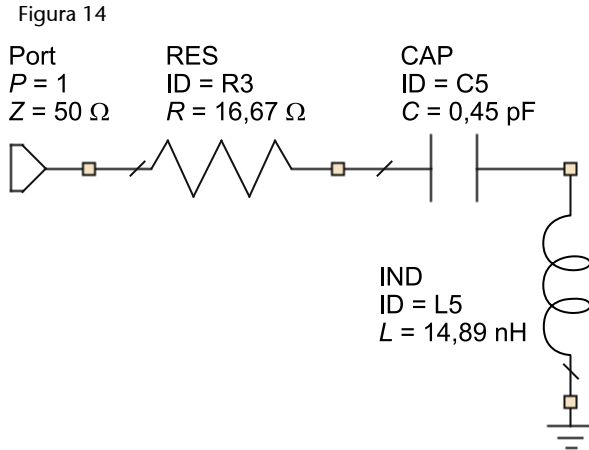 Figura 14
Port
P = 1
Z = 50 Ω
RES
ID = R3
R = 16,67 Ω
CAP
ID = C5
C = 0,45 pF
IND
ID = L5
L = 14,89 nH